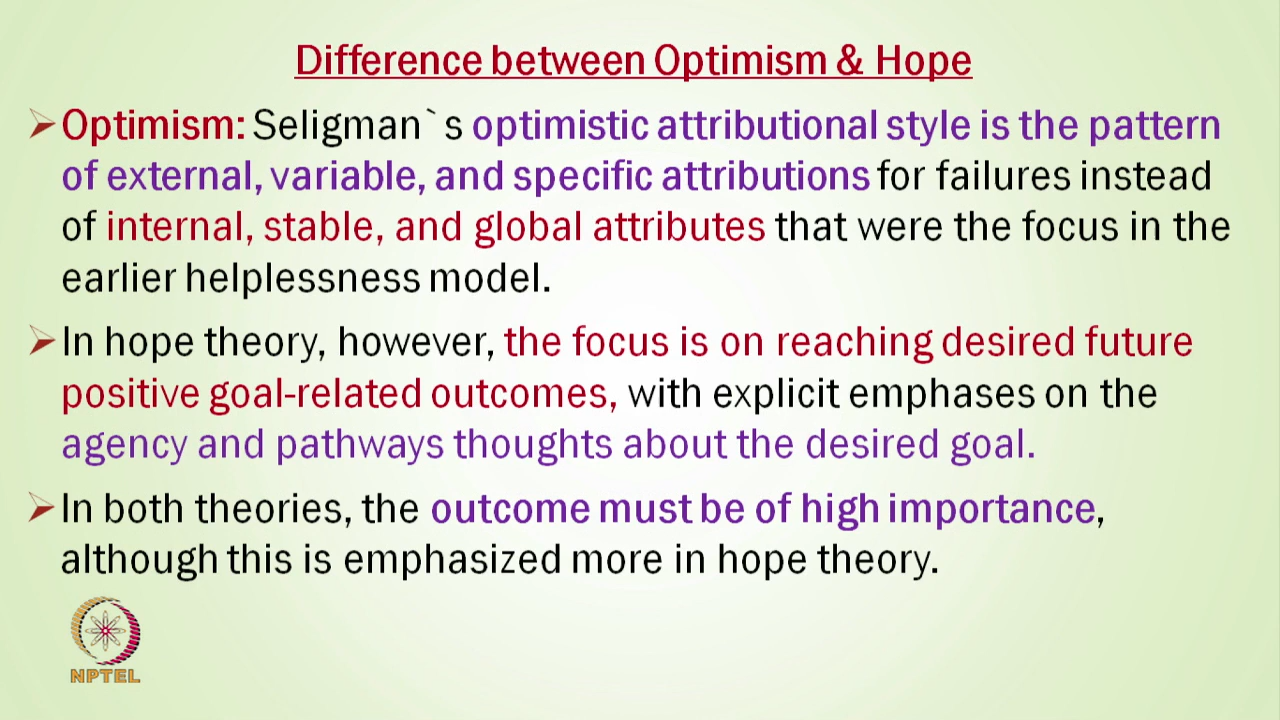 Difference between Optimism & Hope
Optimism: Seligman`s optimistic attributional style is the pattern
of external, variable, and specific attributions for failures instead
of internal, stable, and global attributes that were the focus in the
earlier helplessness model.
In hope theory, however, the focus is on reaching desired future
positive goal-related outcomes, with explicit emphases on the
agency and pathways thoughts about the desired goal.
In both theories, the outcome must be of high importance,
although this is emphasized more in hope theory.
NPTEL